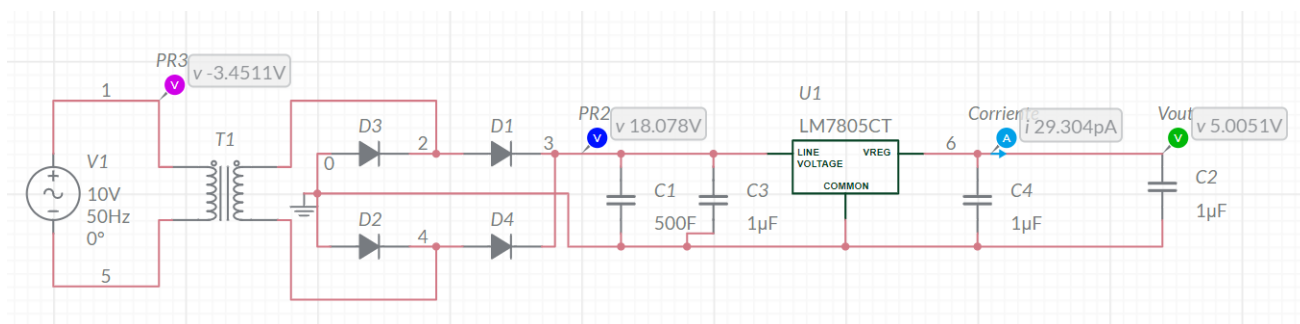 PR3
v -3.4511V
1
V1
10V
50Hz
0°
5
T1
D3
2
D1
3
0
D2
4
D4
PR2
v 18.078V
C1
500F
C3
1µF
U1
LM7805CT
LINE
VOLTAGE
VREG
COMMON
6
Corriente
i 29.304pA
C4
1µF
Vout
v 5.0051V
C2
1µF